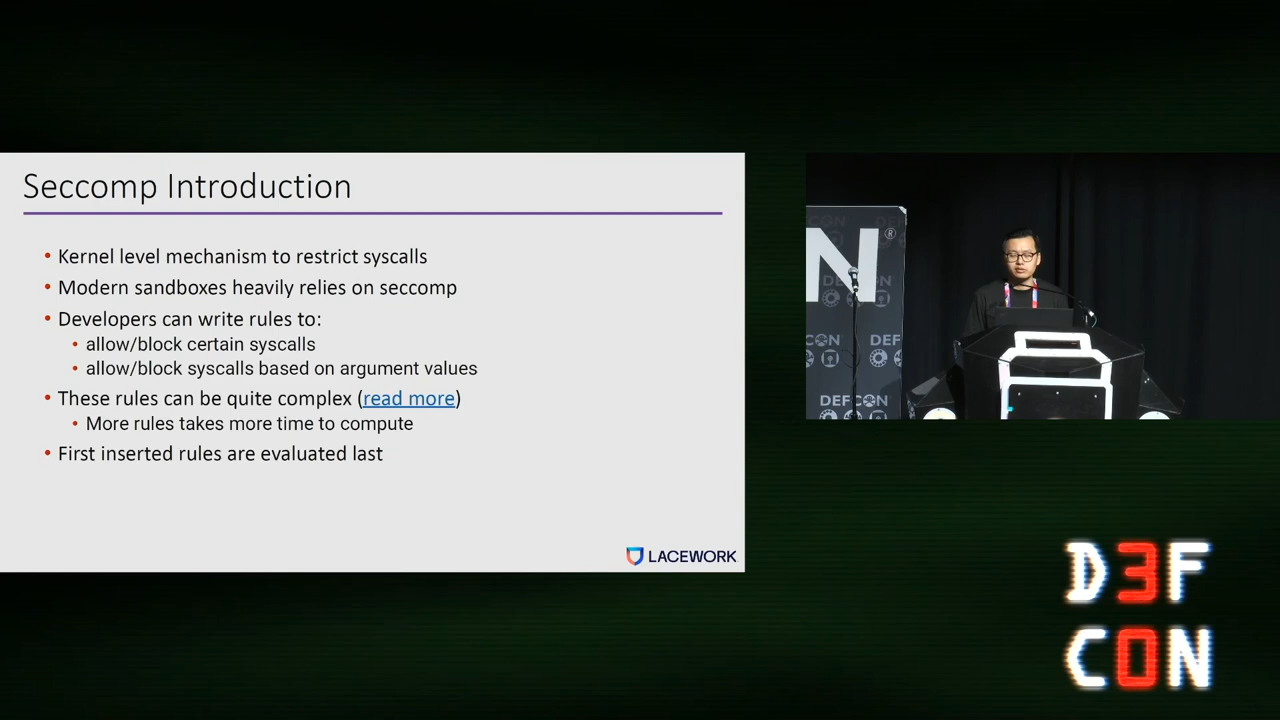 Seccomp Introduction
• Kernel level mechanism to restrict syscalls
• Modern sandboxes heavily relies on seccomp
• Developers can write rules to:
• allow/block certain syscalls
• allow/block syscalls based on argument values
• These rules can be quite complex (read more)
• More rules takes more time to compute
• First inserted rules are evaluated last
LACEWORK
N®
DEF
DEFCON
D3F
CON